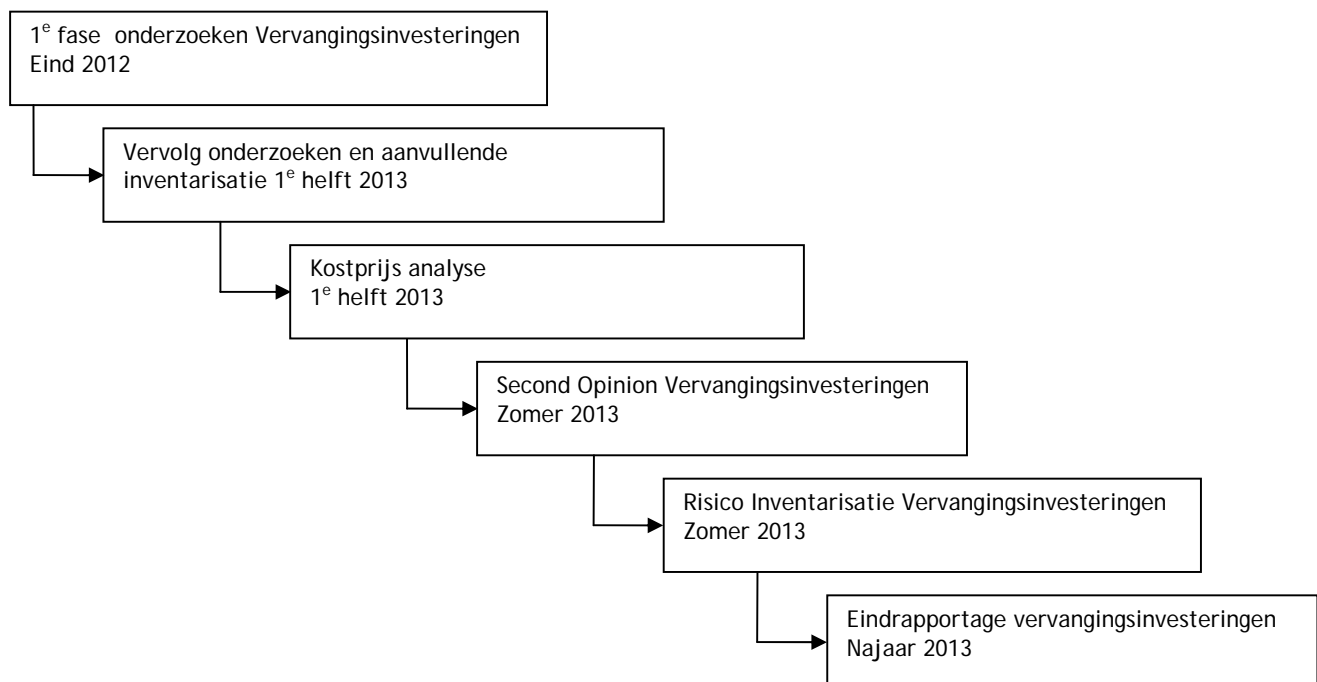 1e fase onderzoeken Vervangingsinvesteringen
Eind 2012
Vervolg onderzoeken en aanvullende
inventarisatie 1e helft 2013
Kostprijs analyse
1e helft 2013
Second Opinion Vervangingsinvesteringen
Zomer 2013
Risico Inventarisatie Vervangingsinvesteringen
Zomer 2013
Eindrapportage vervangingsinvesteringen
Najaar 2013